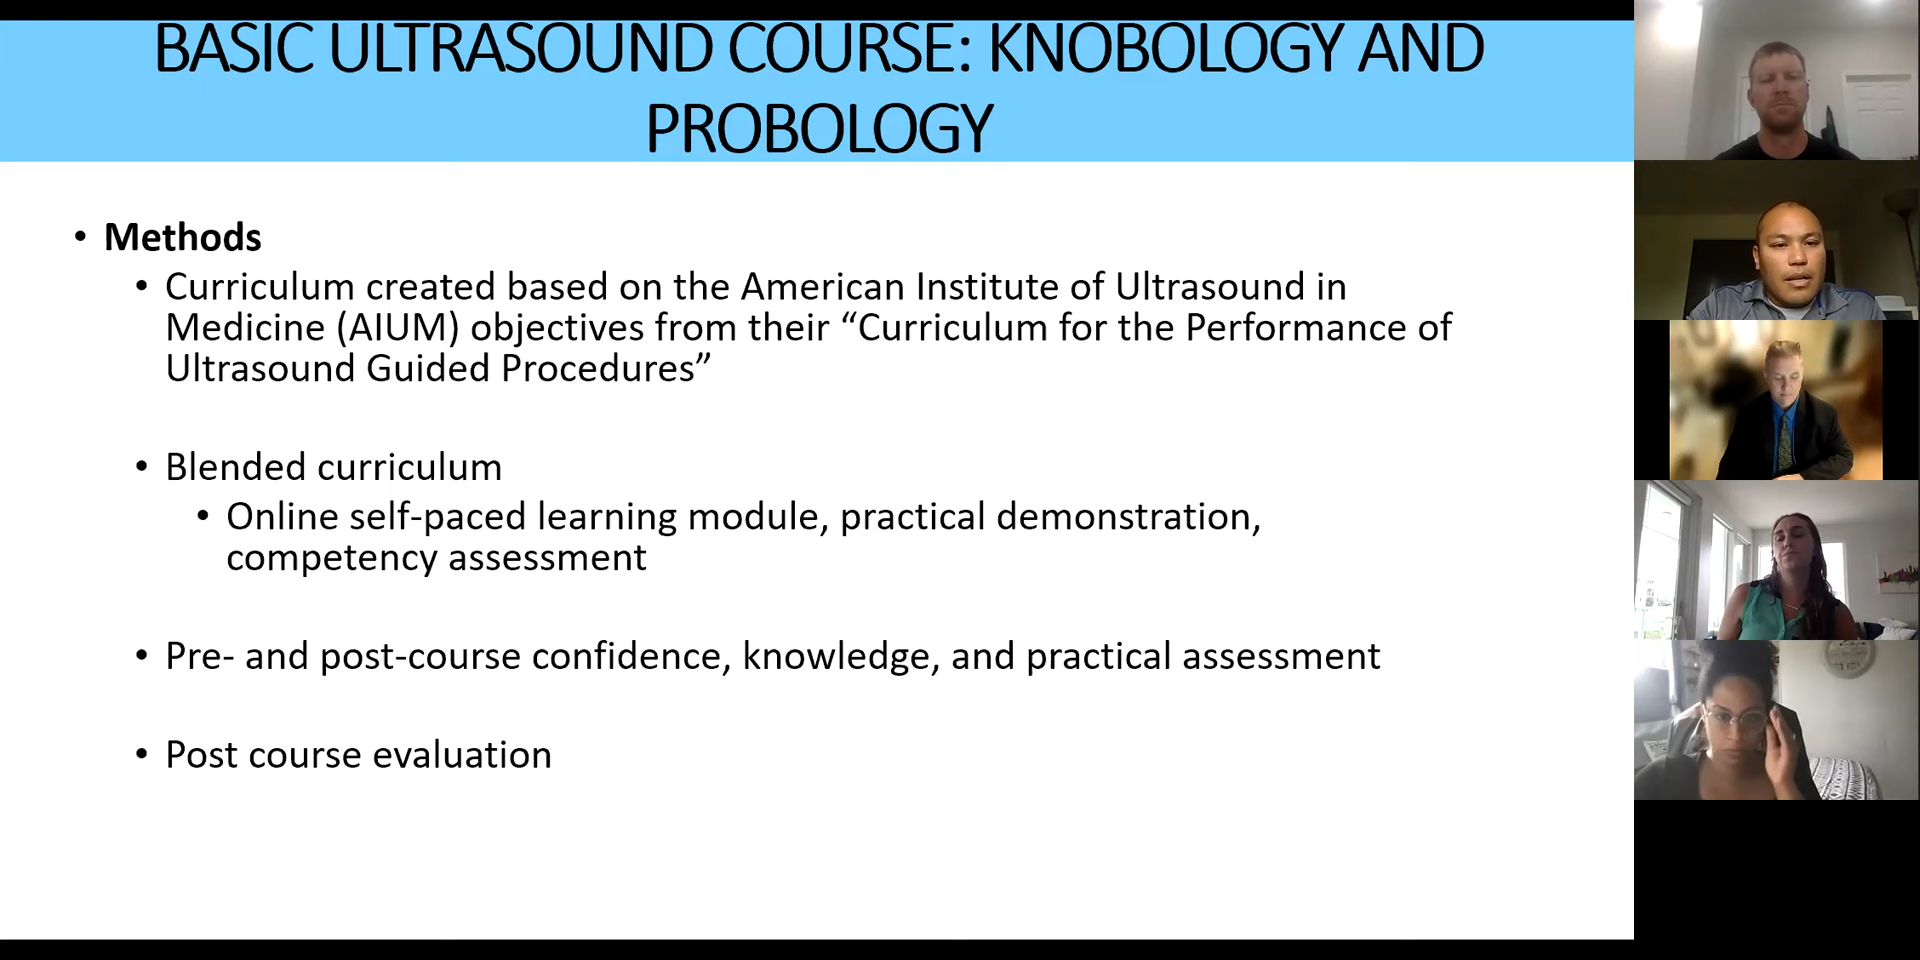 BASIC ULTRASOUND COURSE: KNOBOLOGY AND
PROBOLOGY
• Methods
• Curriculum created based on the American Institute of Ultrasound in
Medicine (AIUM) objectives from their “Curriculum for the Performance of
Ultrasound Guided Procedures”
• Blended curriculum
• Online self-paced learning module, practical demonstration,
competency assessment
• Pre- and post-course confidence, knowledge, and practical assessment
• Post course evaluation